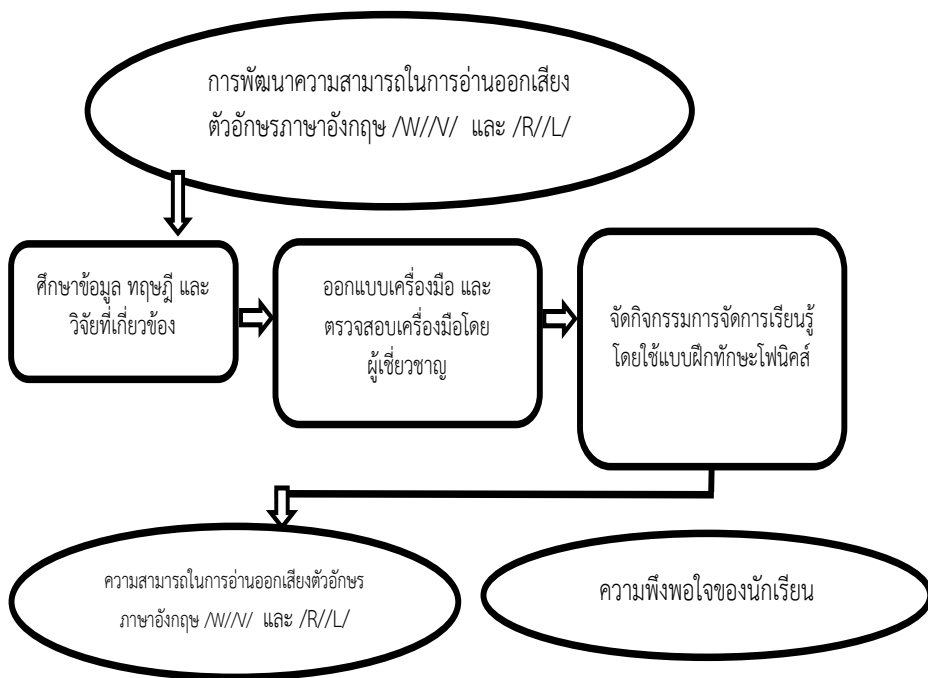 การพัฒนาความสามารถในการอ่านออกเสียง
ตัวอักษรภาษาอังกฤษ /W//V/ และ /R//L/
ศึกษาข้อมูล ทฤษฎี และ
วิจัยที่เกี่ยวข้อง
ออกแบบเครื่องมือ และ
ตรวจสอบเครื่องมือโดย
ผู้เชี่ยวชาญ
จัดกิจกรรมการจัดการเรียนรู้
โดยใช้แบบฝึกทักษะโฟนิคส์
ความสามารถในการอ่านออกเสียงตัวอักษร
ภาษาอังกฤษ /W//V/ และ /R//L/
ความพึงพอใจของนักเรียน